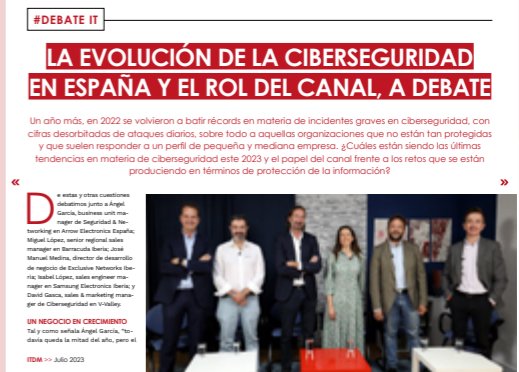 #DEBATE IT
LA EVOLUCIÓN DE LA CIBERSEGURIDAD
EN ESPAÑA Y EL ROL DEL CANAL, A DEBATE
Un año más, en 2022 se volvieron a batir récords en materia de incidentes graves en ciberseguridad, con
cifras desorbitadas de ataques diarios, sobre todo a aquellas organizaciones que no están tan protegidas
y que suelen responder a un perfil de pequeña y mediana empresa. ¿Cuáles están siendo las últimas
tendencias en materia de ciberseguridad este 2023 y el papel del canal frente a los retos que se están
produciendo en términos de protección de la información?
«
»
De estas y otras cuestiones
debatimos junto a Ángel
García, business unit ma-
nager de Seguridad & Ne-
tworking en Arrow Electronics España;
Miguel López, senior regional sales
manager en Barracuda Iberia; José
Manuel Medina, director de desarrollo
de negocio de Exclusive Networks Ibe-
ria; Isabel López, sales engineer ma-
nager en Samsung Electronics Iberia; y
David Gasca, sales & marketing mana-
ger de Ciberseguridad en V-Valley.
UN NEGOCIO EN CRECIMIENTO
Tal y como señala Ángel García, "to-
davía queda la mitad del año, pero el
ITDM >> Julio 2023